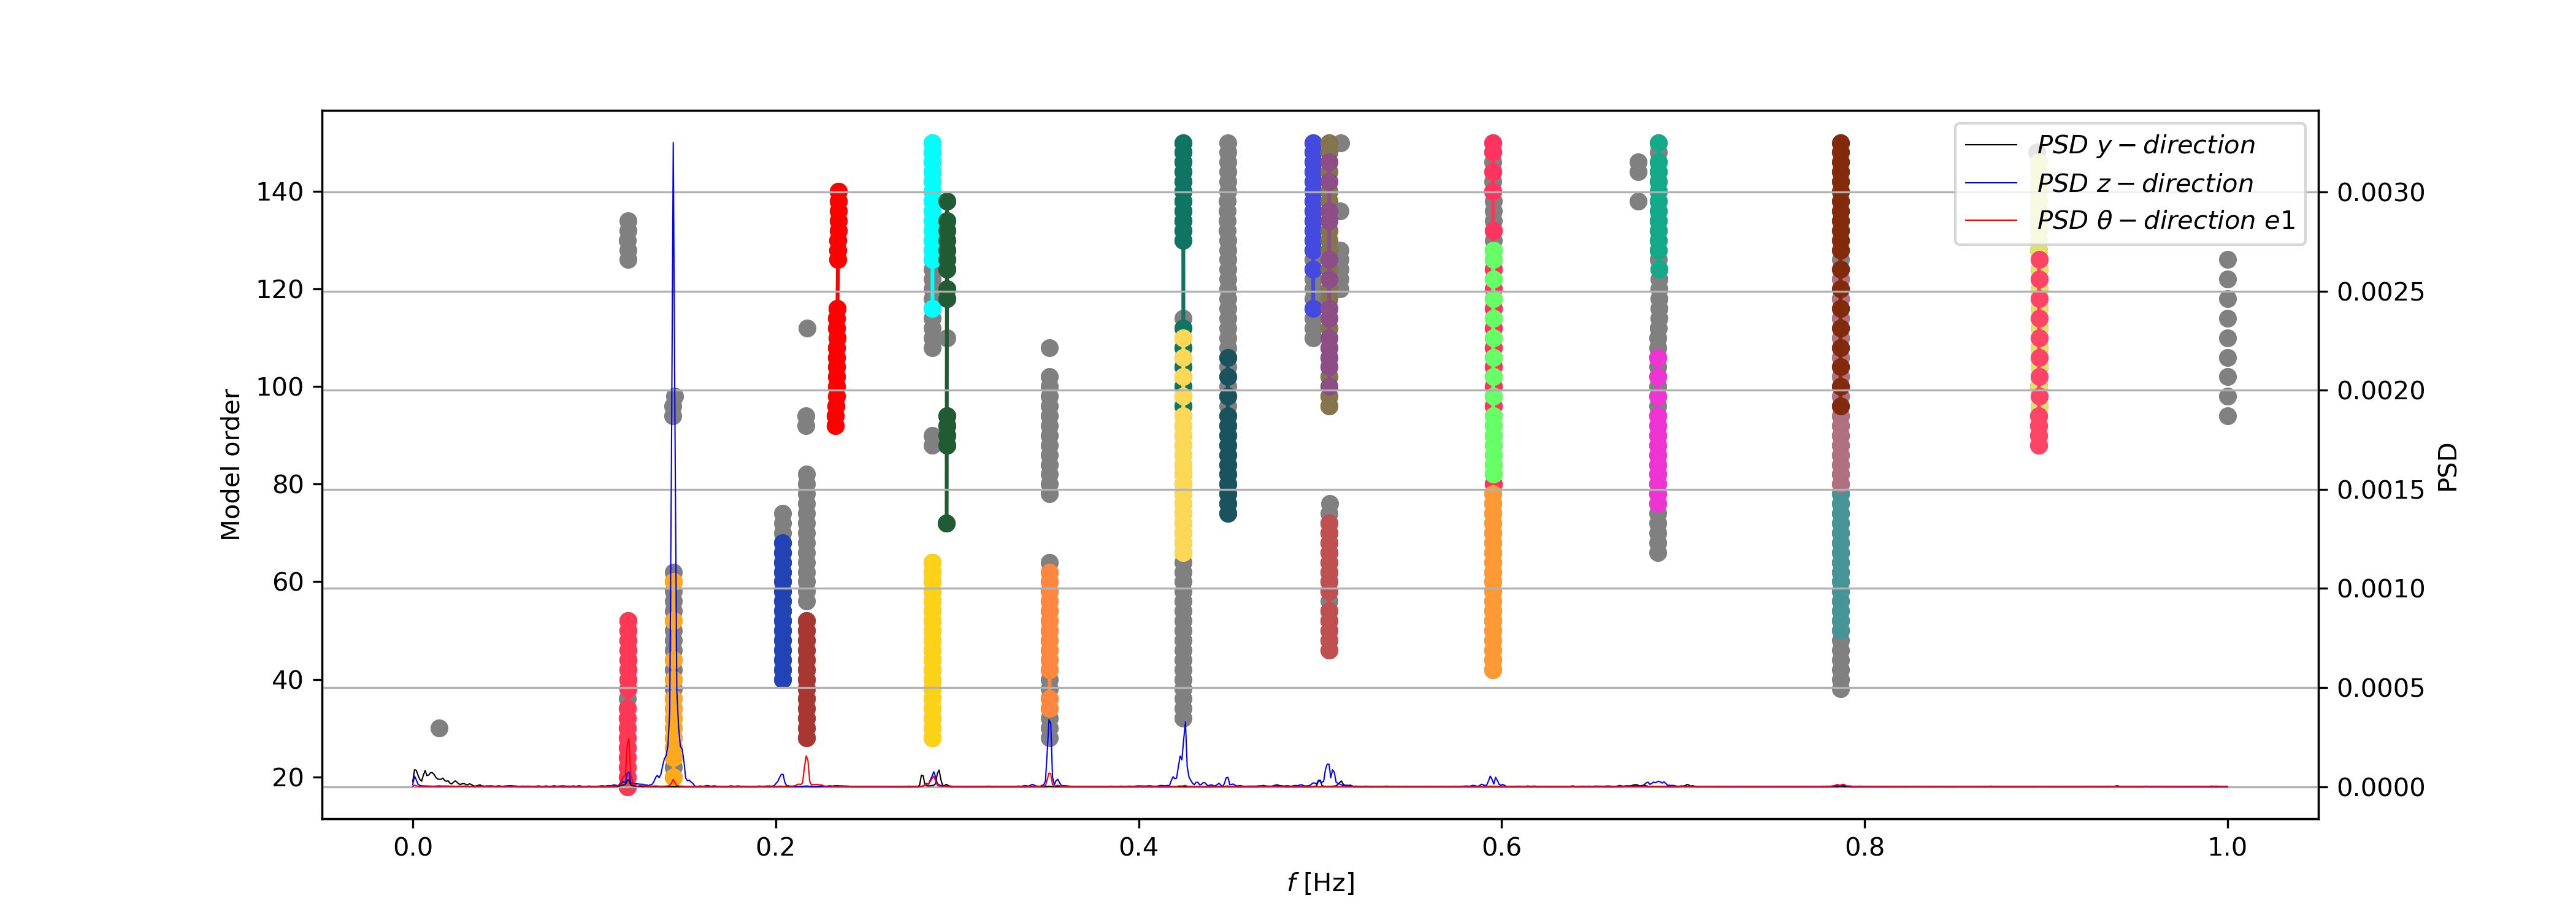 PSD y − direction
PSD z − direction
PSD θ − direction e1
Model order
140
120
100
80
60
40
20
0.0030
0.0025
0.0020
0.0015
0.0010
0.0005
0.0000
PSD
0.0 0.2 0.4 0.6 0.8 1.0
f [Hz]